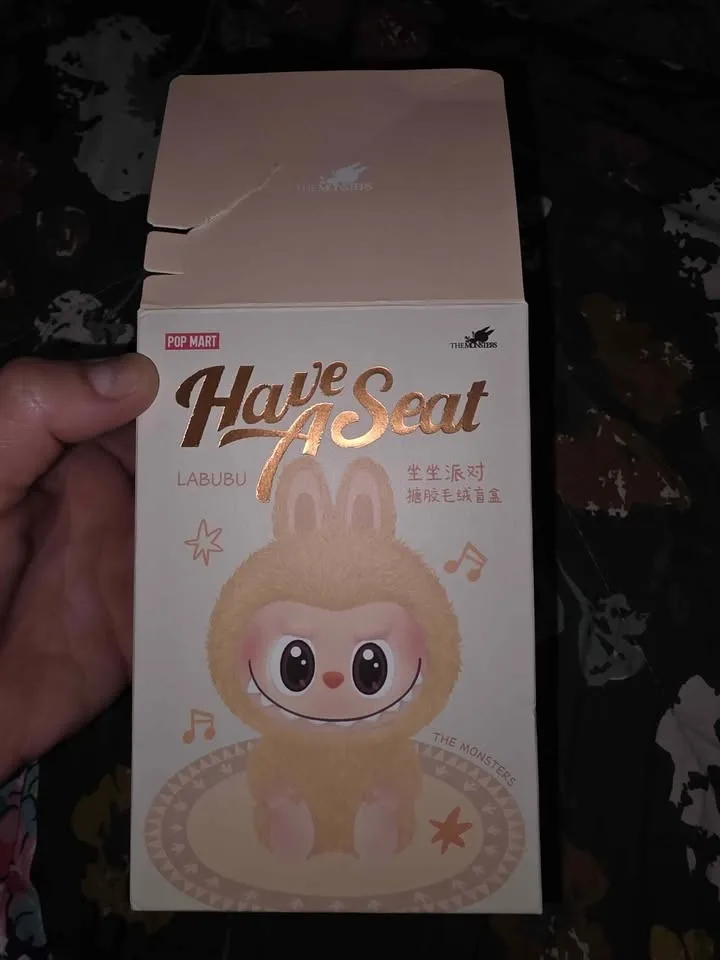 THE MONSTERS
POP MART
THE MONSTERS
Have A Seat
LABUBU
坐坐派对
搪胶毛绒盲盒
THE MONSTERS